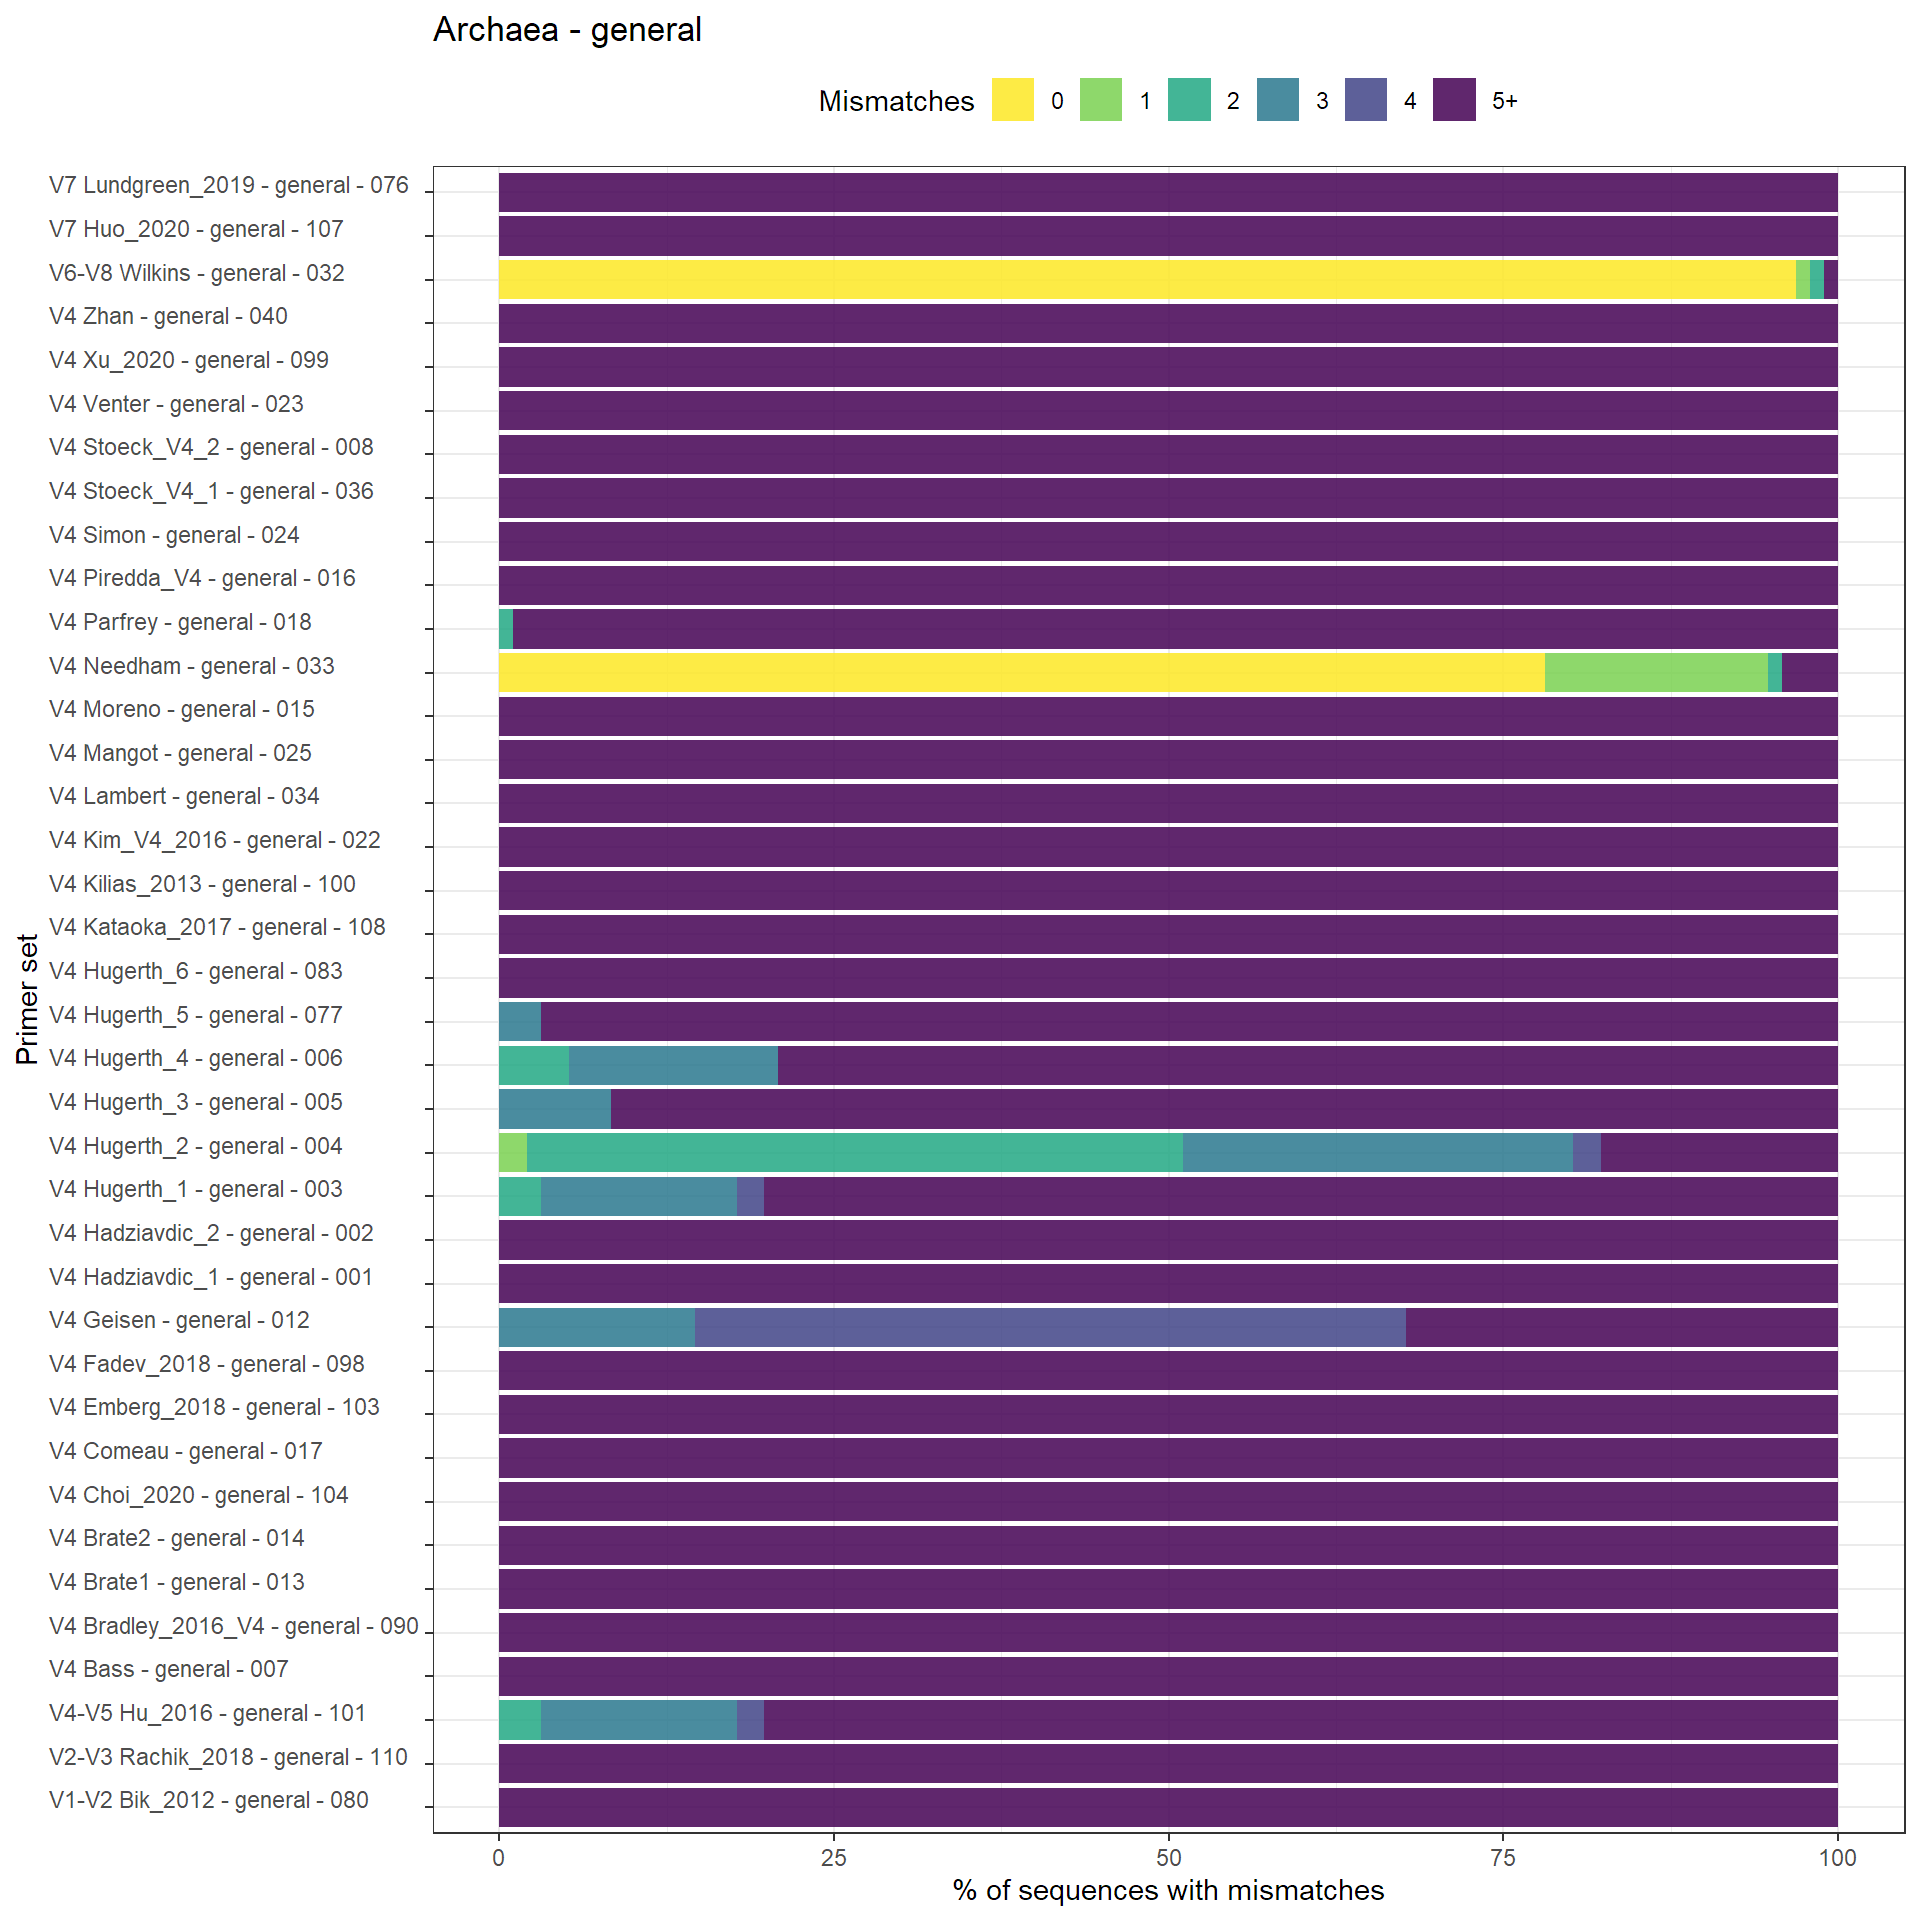 Archaea - general
Mismatches 0 1 2 3 4 5+
Primer set
V7 Lundgreen_2019 - general - 076
V7 Huo_2020 - general - 107
V6-V8 Wilkins - general - 032
V4 Zhan - general - 040
V4 Xu_2020 - general - 099
V4 Venter - general - 023
V4 Stoeck_V4_2 - general - 008
V4 Stoeck_V4_1 - general - 036
V4 Simon - general - 024
V4 Piredda_V4 - general - 016
V4 Parfrey - general - 018
V4 Needham - general - 033
V4 Moreno - general - 015
V4 Mangot - general - 025
V4 Lambert - general - 034
V4 Kim_V4_2016 - general - 022
V4 Kilias_2013 - general - 100
V4 Kataoka_2017 - general - 108
V4 Hugerth_6 - general - 083
V4 Hugerth_5 - general - 077
V4 Hugerth_4 - general - 006
V4 Hugerth_3 - general - 005
V4 Hugerth_2 - general - 004
V4 Hugerth_1 - general - 003
V4 Hadziavdic_2 - general - 002
V4 Hadziavdic_1 - general - 001
V4 Geisen - general - 012
V4 Fadev_2018 - general - 098
V4 Emberg_2018 - general - 103
V4 Comeau - general - 017
V4 Choi_2020 - general - 104
V4 Brate2 - general - 014
V4 Brate1 - general - 013
V4 Bradley_2016_V4 - general - 090
V4 Bass - general - 007
V4-V5 Hu_2016 - general - 101
V2-V3 Rachik_2018 - general - 110
V1-V2 Bik_2012 - general - 080
0 25 50 75 100
% of sequences with mismatches